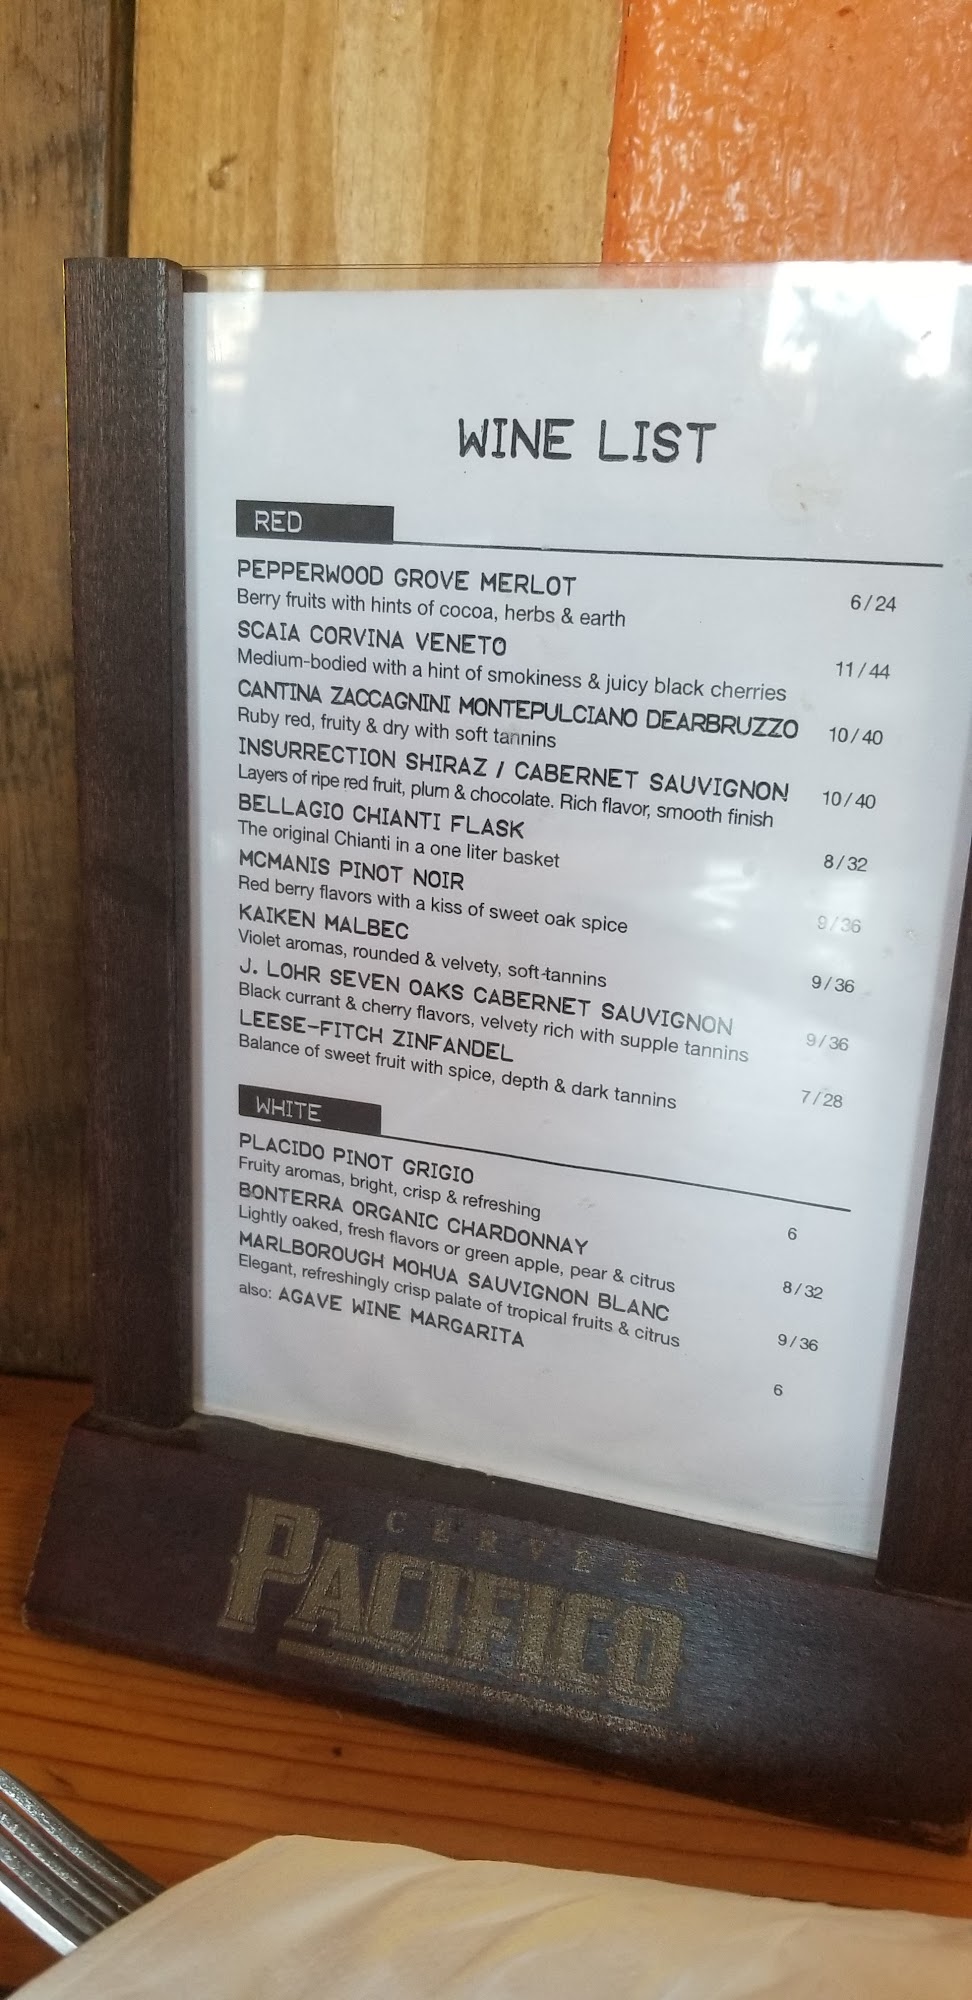 WINE LIST
RED
PEPPERWOOD GROVE MERLOT 6/24
Berry fruits with hints of cocoa, herbs & earth
SCAIA CORVINA VENETO 11/44
Medium-bodied with a hint of smokiness & juicy black cherries
CANTINA ZACCAGNINI MONTEPULCIANO DEARBRUZZO 10/40
Ruby red, fruity & dry with soft tannins
INSURRECTION SHIRAZ / CABERNET SAUVIGNON 10/40
Layers of ripe red fruit, plum & chocolate. Rich flavor, smooth finish
BELLAGIO CHIANTI FLASK 8/32
The original Chianti in a one liter basket
MCMANIS PINOT NOIR 9/36
Red berry flavors with a kiss of sweet oak spice
KAIKEN MALBEC 9/36
Violet aromas, rounded & velvety, soft-tannins
J. LOHR SEVEN OAKS CABERNET SAUVIGNON 9/36
Black currant & cherry flavors, velvety rich with supple tannins
LEESE-FITCH ZINFANDEL 7/28
Balance of sweet fruit with spice, depth & dark tannins
WHITE
PLACIDO PINOT GRIGIO 6
Fruity aromas, bright, crisp & refreshing
BONTERRA ORGANIC CHARDONNAY 8/32
Lightly oaked, fresh flavors or green apple, pear & citrus
MARLBOROUGH MOHUA SAUVIGNON BLANC 9/36
Elegant, refreshingly crisp palate of tropical fruits & citrus
also: AGAVE WINE MARGARITA 6
CERVEZA
PACIFICO